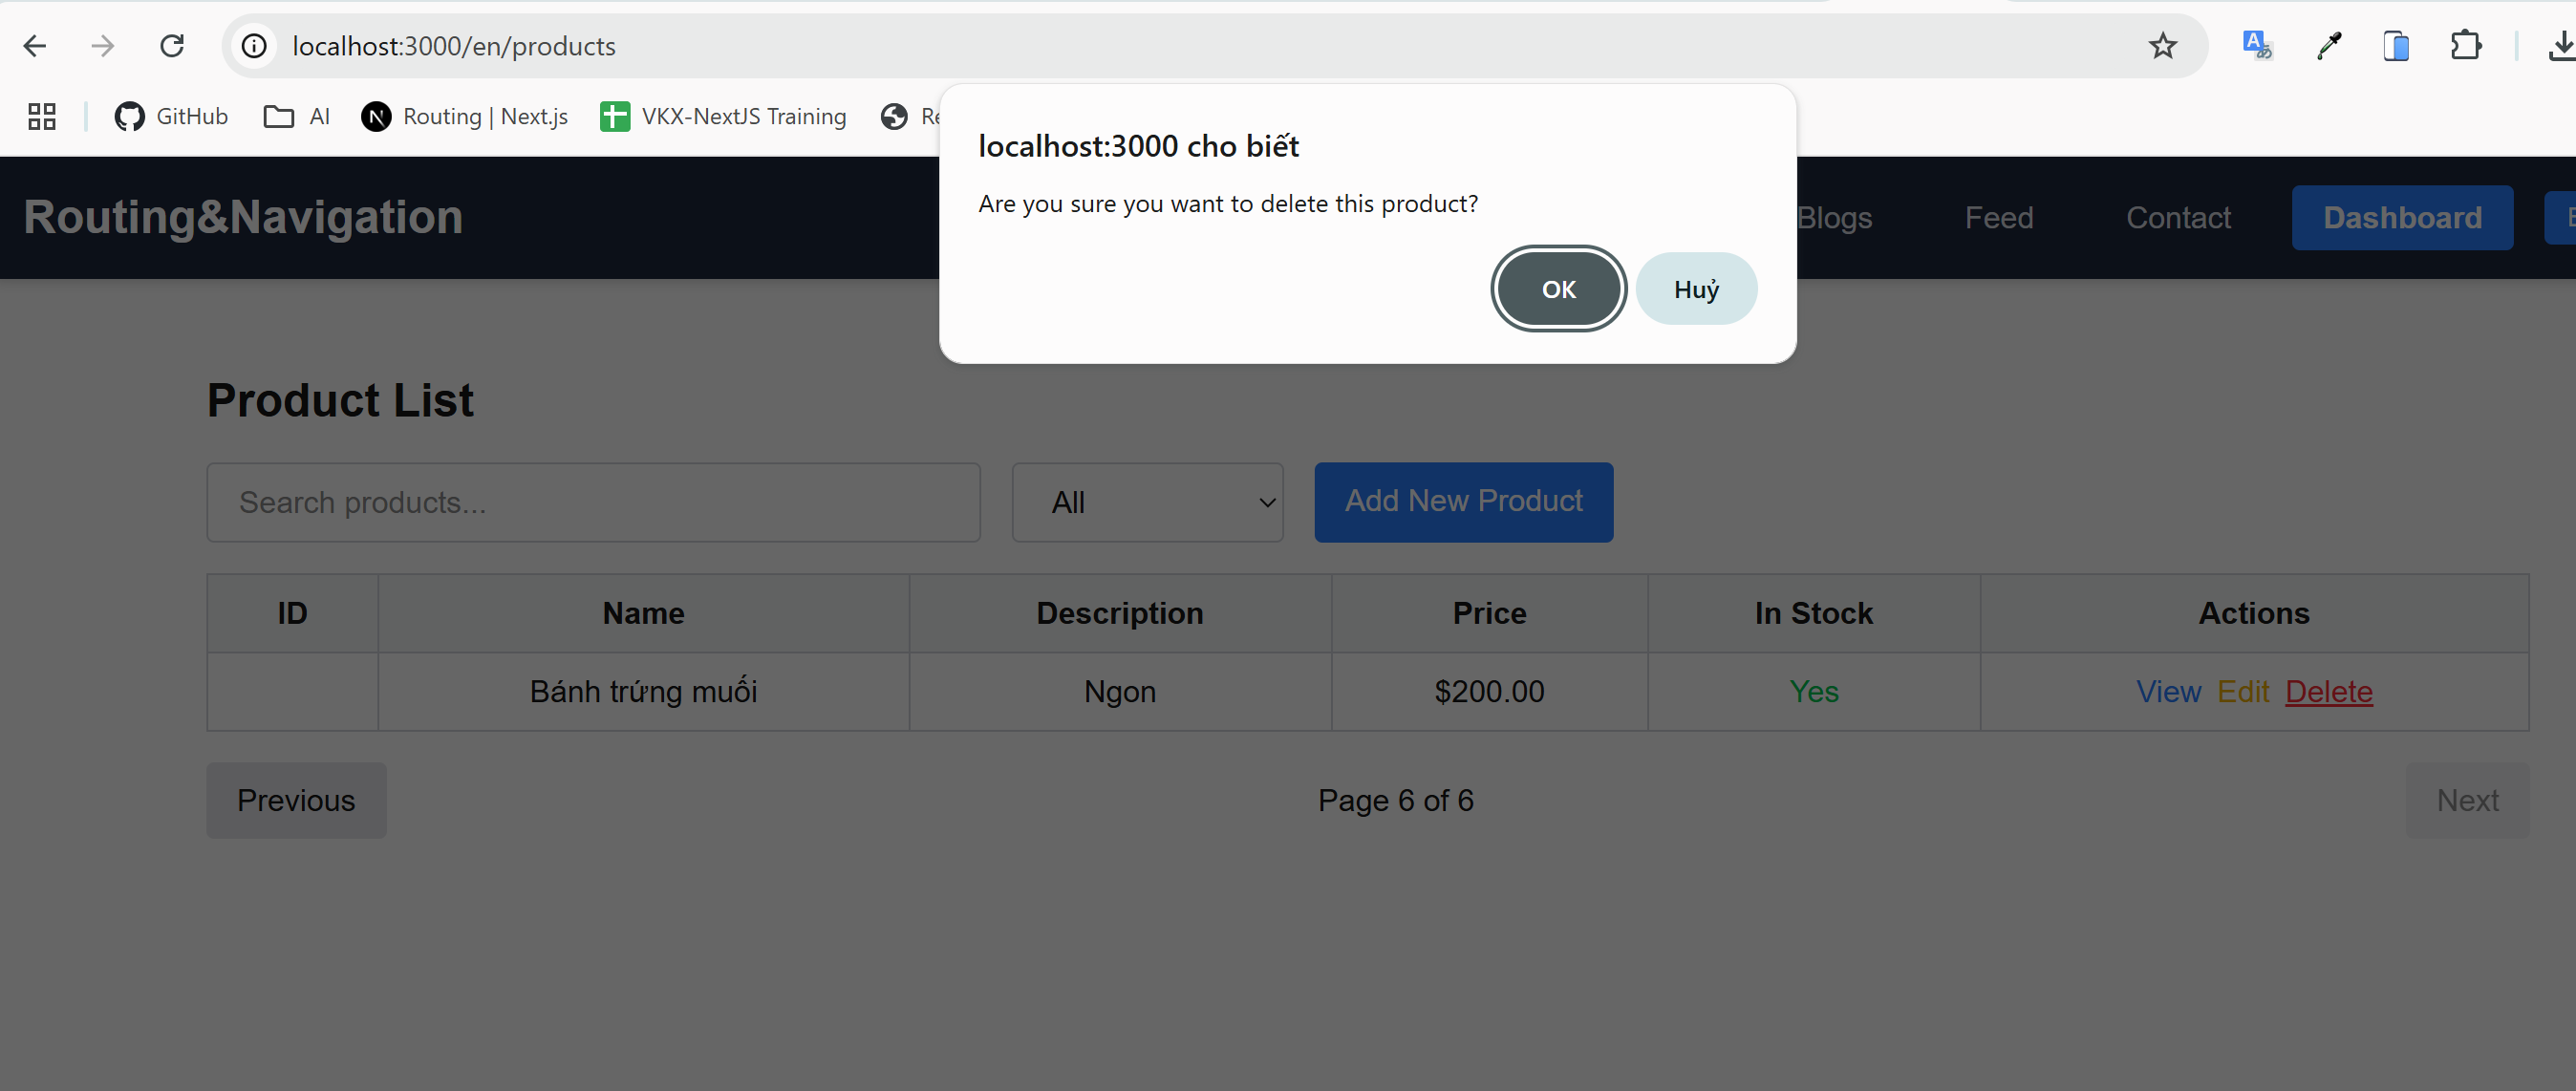 localhost:3000/en/products
GitHub AI Routing | Next.js VKX-NextJS Training
localhost:3000 cho biết
Are you sure you want to delete this product?
OK Huỷ
Routing&Navigation Blogs Feed Contact Dashboard
Product List
Search products... All Add New Product
ID Name Description Price In Stock Actions
Bánh trứng muối Ngon $200.00 Yes View Edit Delete
Previous Page 6 of 6 Next